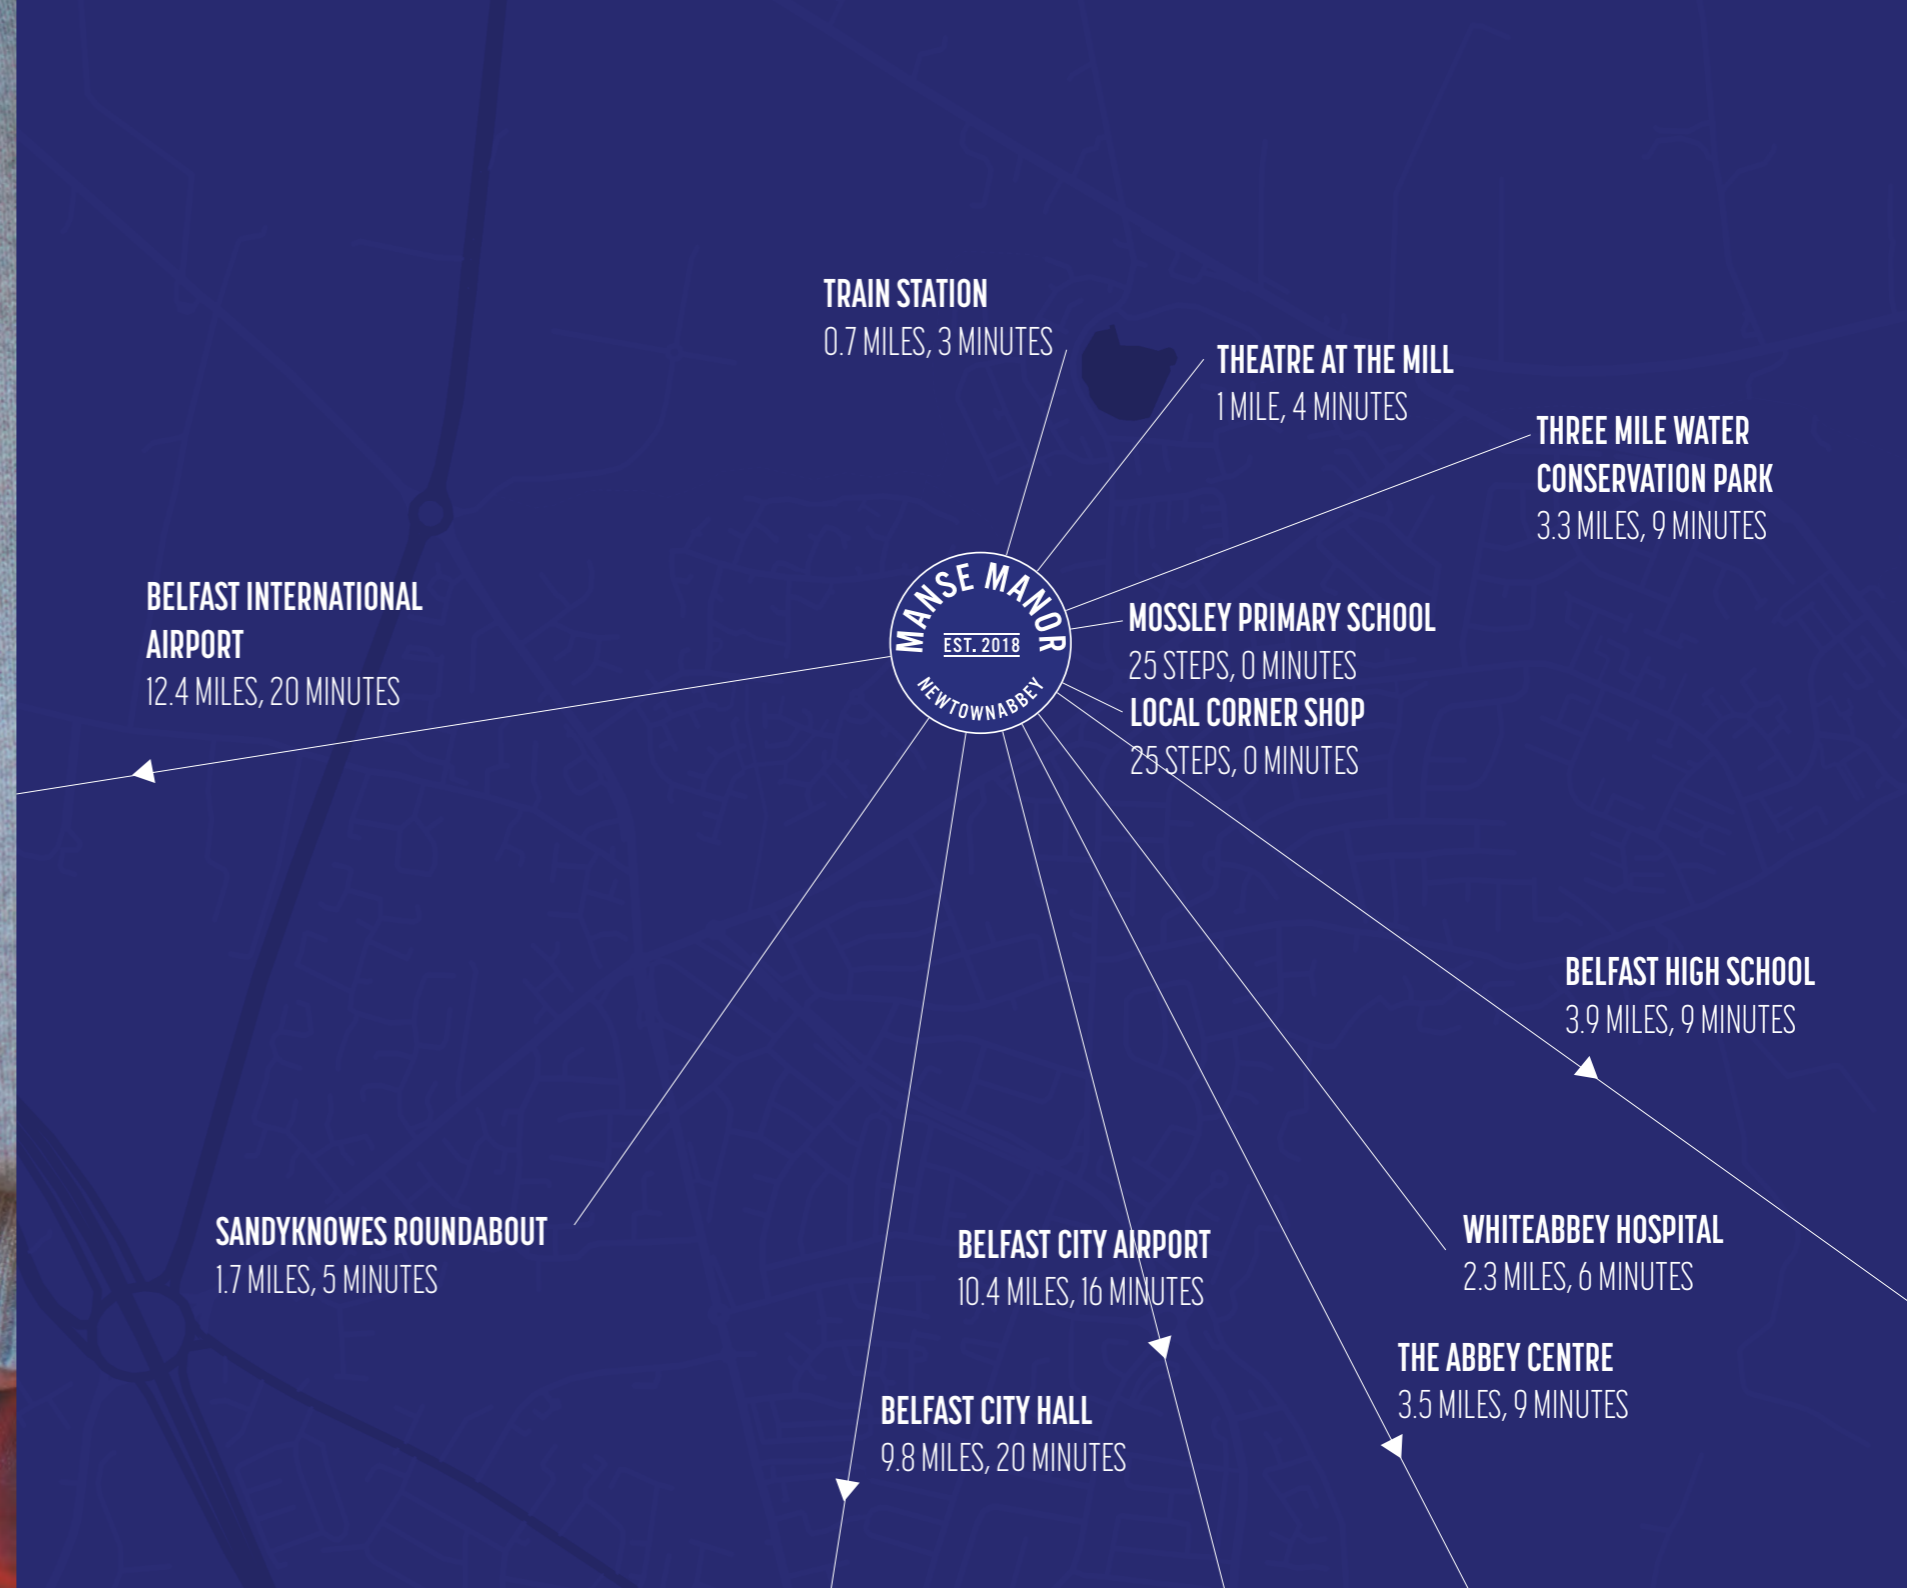 TRAIN STATION
0.7 MILES, 3 MINUTES
THEATRE AT THE MILL
1 MILE, 4 MINUTES
THREE MILE WATER
CONSERVATION PARK
3.3 MILES, 9 MINUTES
BELFAST INTERNATIONAL
AIRPORT
12.4 MILES, 20 MINUTES
MANSE MANOR
EST. 2018
NEWTOWNABBEY
MOSSLEY PRIMARY SCHOOL
25 STEPS, 0 MINUTES
LOCAL CORNER SHOP
25 STEPS, 0 MINUTES
BELFAST HIGH SCHOOL
3.9 MILES, 9 MINUTES
SANDYKNOWES ROUNDABOUT
1.7 MILES, 5 MINUTES
BELFAST CITY AIRPORT
10.4 MILES, 16 MINUTES
WHITEABBEY HOSPITAL
2.3 MILES, 6 MINUTES
THE ABBEY CENTRE
3.5 MILES, 9 MINUTES
BELFAST CITY HALL
9.8 MILES, 20 MINUTES